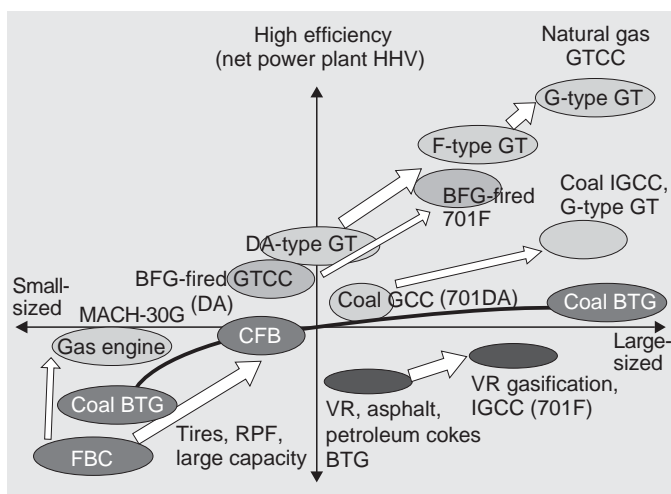 High efficiency
(net power plant HHV)
Natural gas
GTCC
G-type GT
F-type GT
BFG-fired
701F
Coal IGCC,
G-type GT
DA-type GT
BFG-fired GTCC
(DA)
Small-
sized
MACH-30G
Coal GCC (701DA)
Coal BTG
Gas engine
CFB
Large-
sized
Coal BTG
VR gasification,
IGCC (701F)
VR, asphalt,
petroleum cokes
BTG
Tires, RPF,
large capacity
FBC